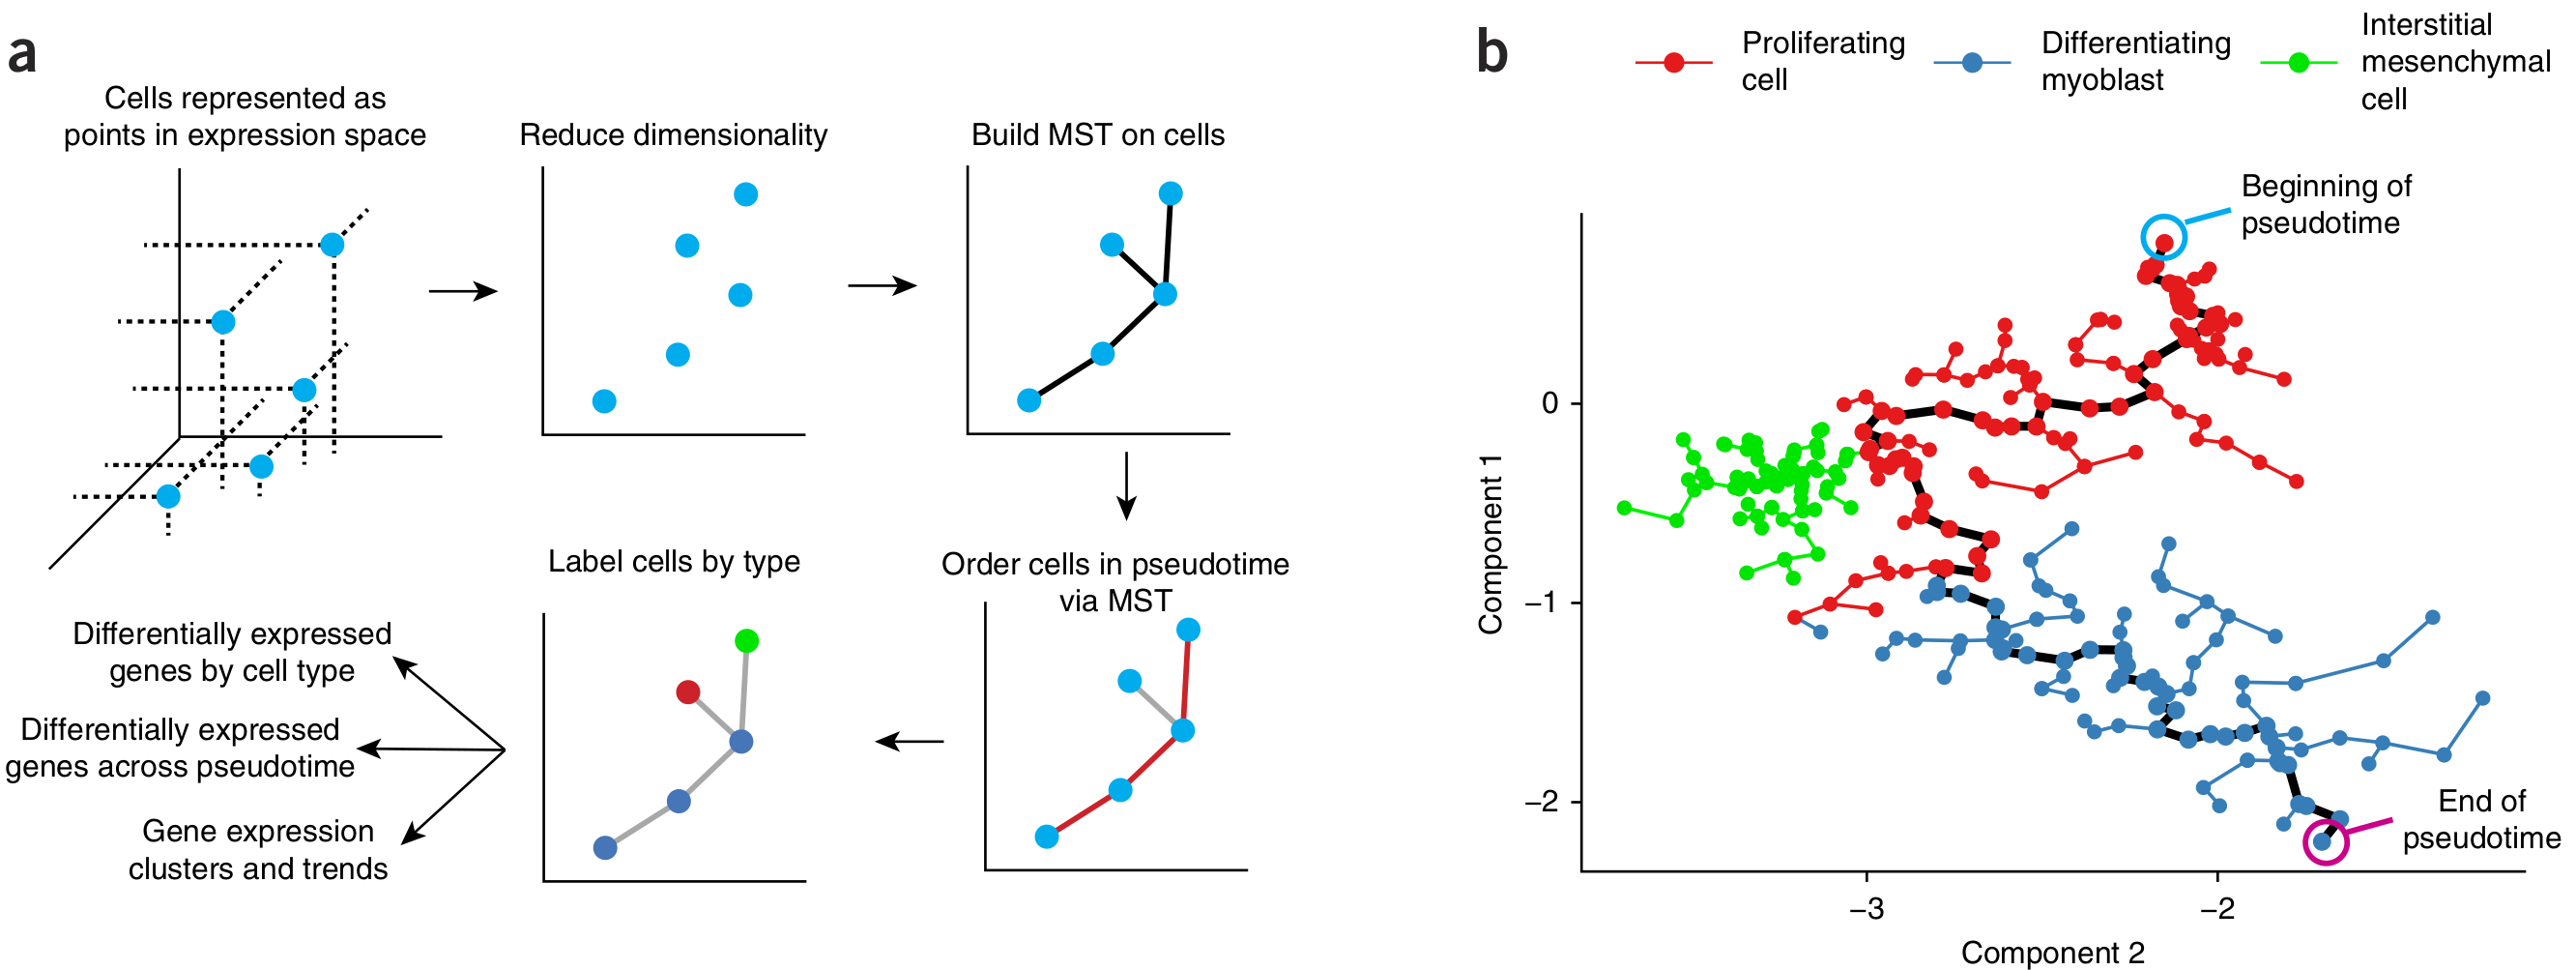 a
Cells represented as
points in expression space
Reduce dimensionality
Build MST on cells
Order cells in pseudotime
via MST
Label cells by type
Differentially expressed
genes by cell type
Differentially expressed
genes across pseudotime
Gene expression
clusters and trends
b
Proliferating
cell
Differentiating
myoblast
Interstitial
mesenchymal
cell
Beginning of
pseudotime
End of
pseudotime
Component 1
0
−1
−2
−3
−2
Component 2